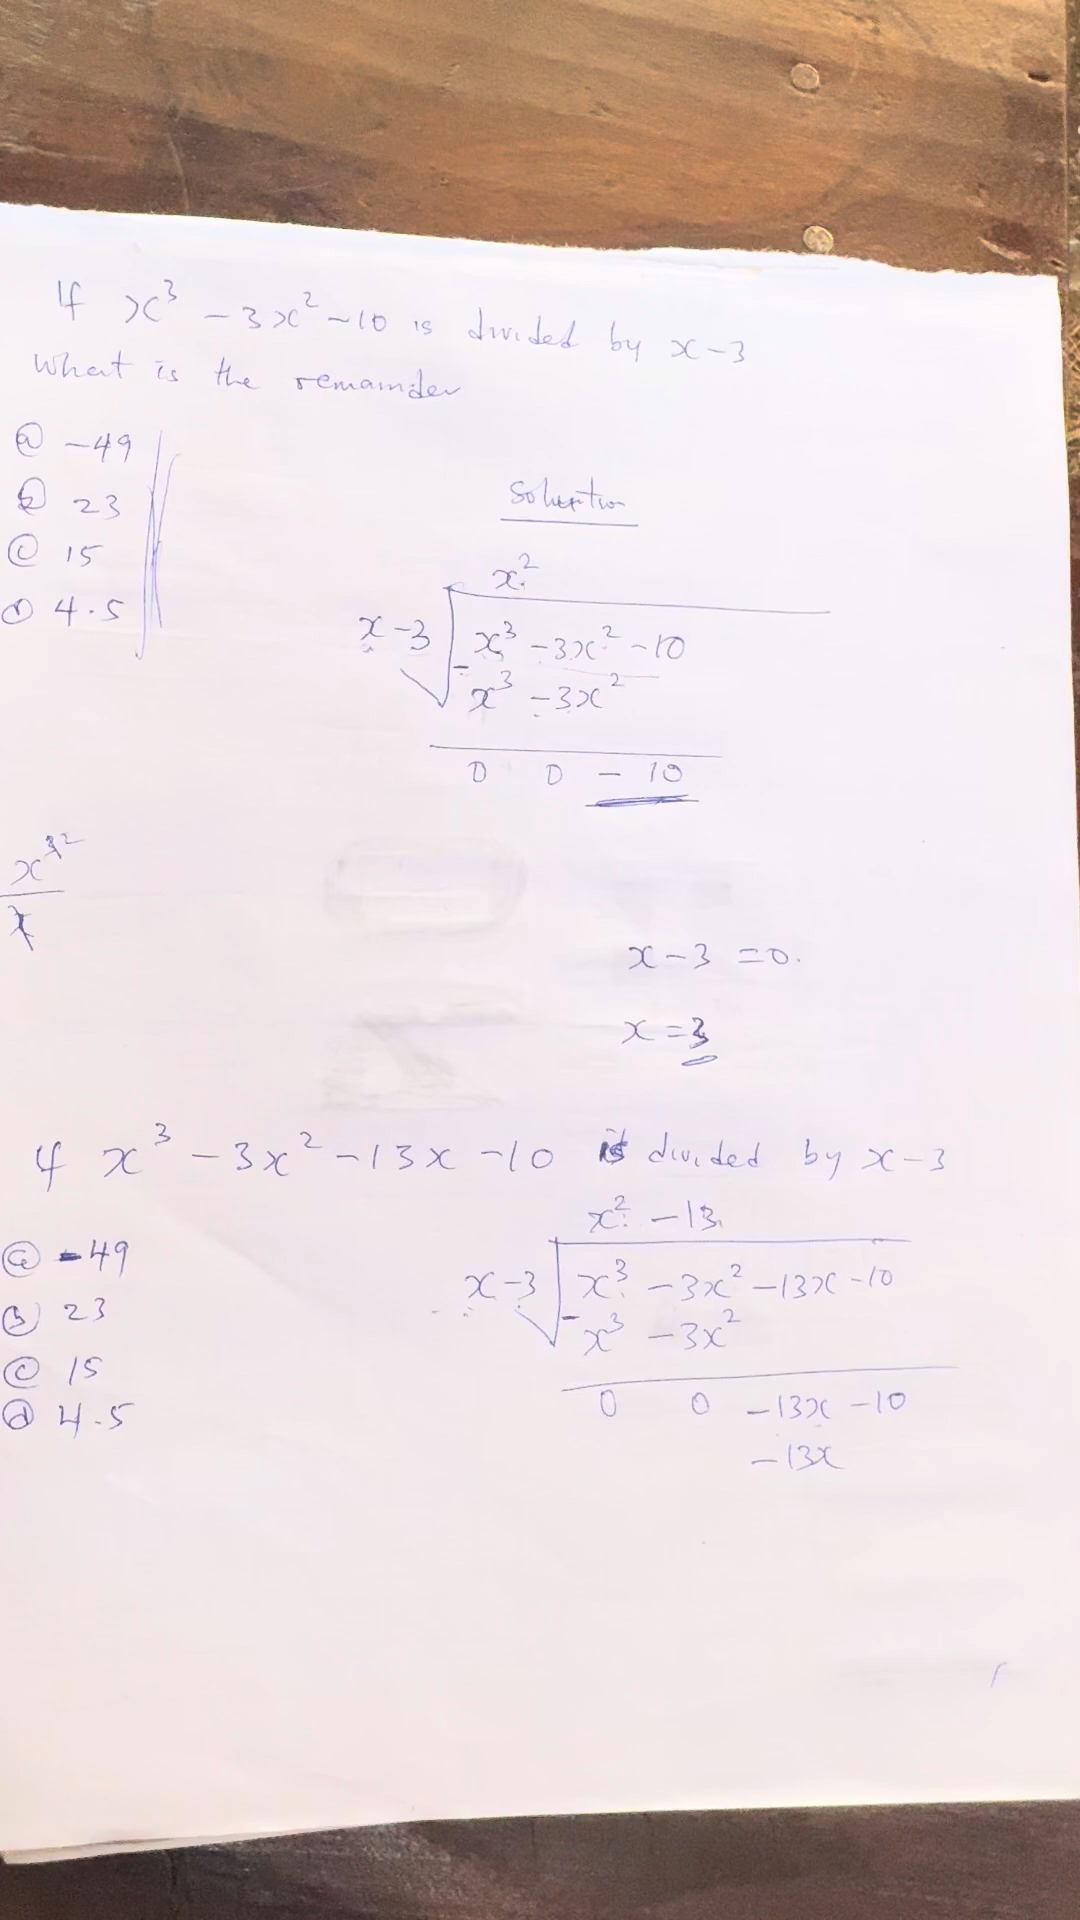 If x³ - 3x² - 10 is divided by x - 3
What is the remainder
ⓐ -49
ⓑ 23
ⓒ 15
ⓓ 4.5
Solution
x²
x - 3 x³ - 3x² - 10
- x³ - 3x²
0 0 - 10
x³²
x
x - 3 = 0.
x = 3
If x³ - 3x² - 13x - 10 is divided by x - 3
x² - 13
ⓐ -49
x - 3 x³ - 3x² - 13x - 10
ⓑ 23
- x³ - 3x²
ⓒ 15
0 0 - 13x - 10
ⓓ 4.5
- 13x